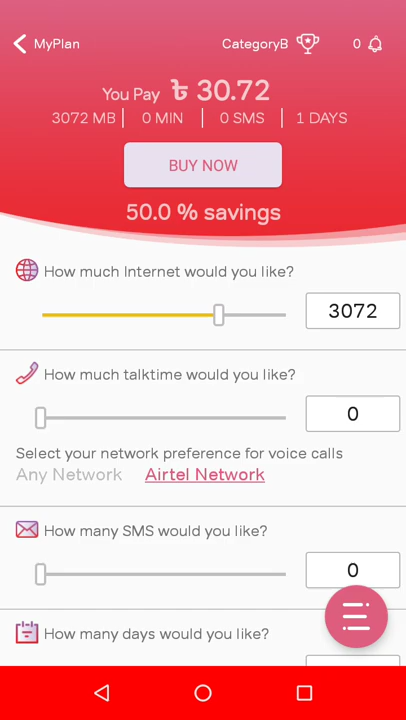 MyPlan CategoryB 0
You Pay ৳ 30.72
3072 MB 0 MIN 0 SMS 1 DAYS
BUY NOW
50.0 % savings
How much Internet would you like?
3072
How much talktime would you like?
0
Select your network preference for voice calls
Any Network Airtel Network
How many SMS would you like?
0
How many days would you like?